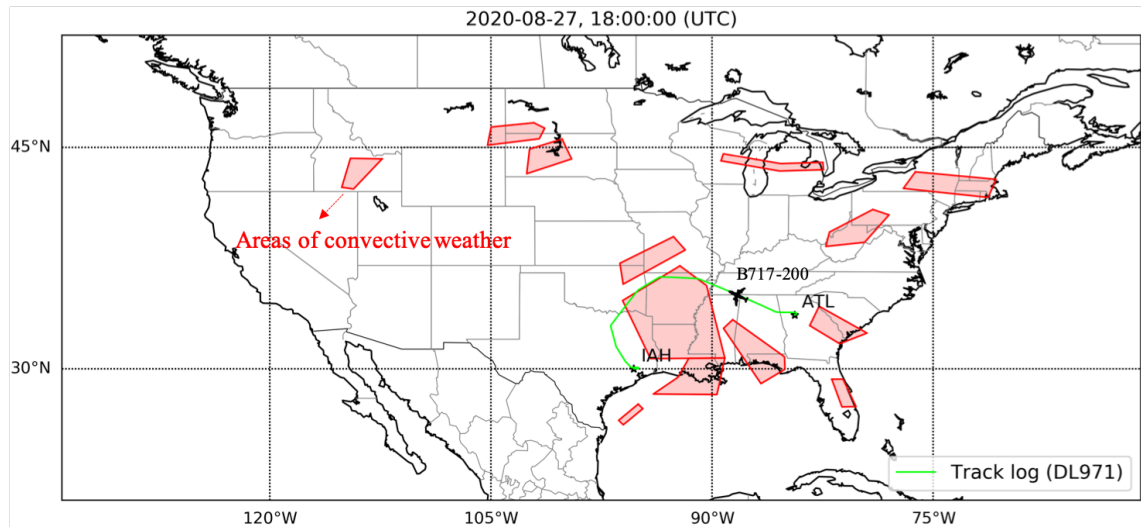 2020-08-27, 18:00:00 (UTC)
45°N
30°N
Areas of convective weather
B717-200
ATL
IAH
Track log (DL971)
120°W
105°W
90°W
75°W